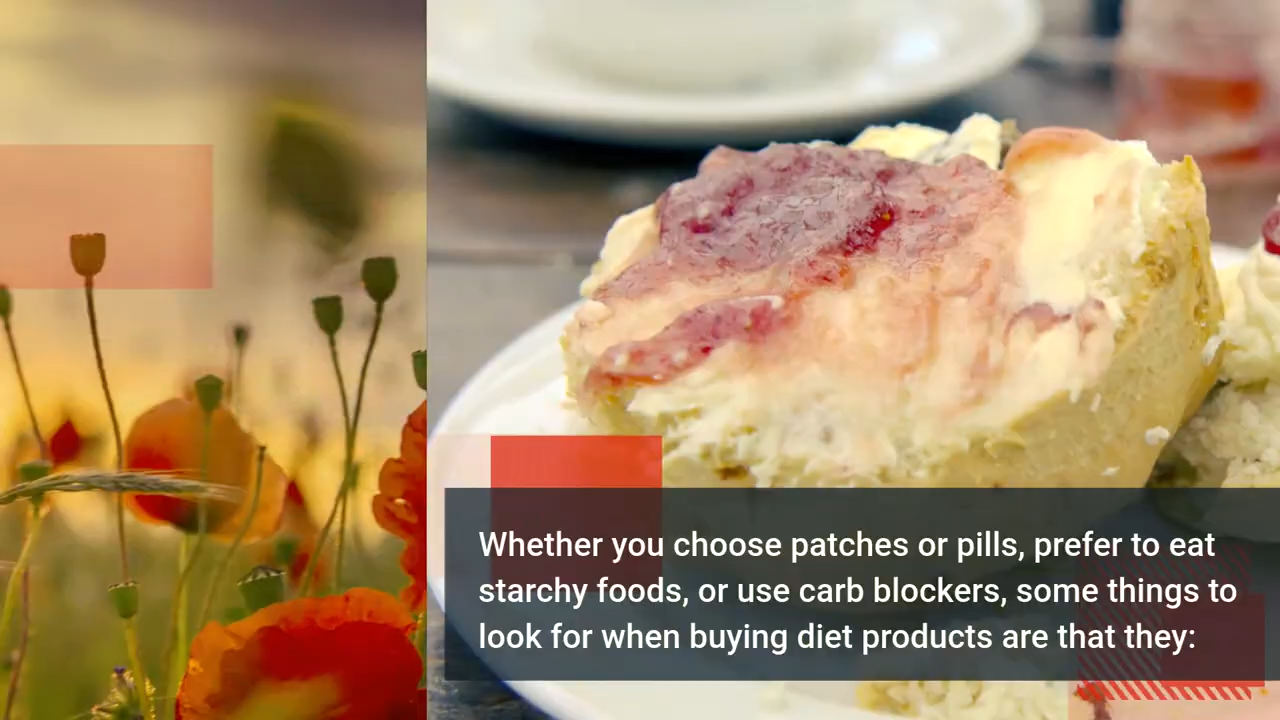 Whether you choose patches or pills, prefer to eat
starchy foods, or use carb blockers, some things to
look for when buying diet products are that they: